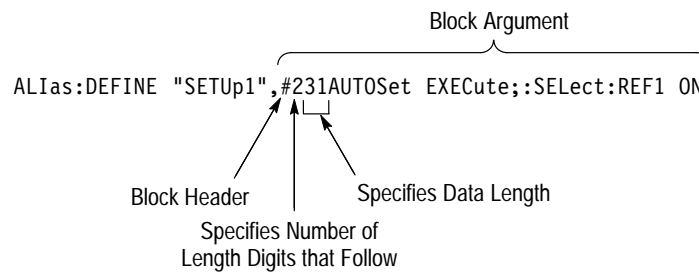 Block Argument
ALIas:DEFINE "SETUp1",#231AUTOSet EXECute;:SELect:REF1 ON
Block Header
Specifies Data Length
Specifies Number of
Length Digits that Follow